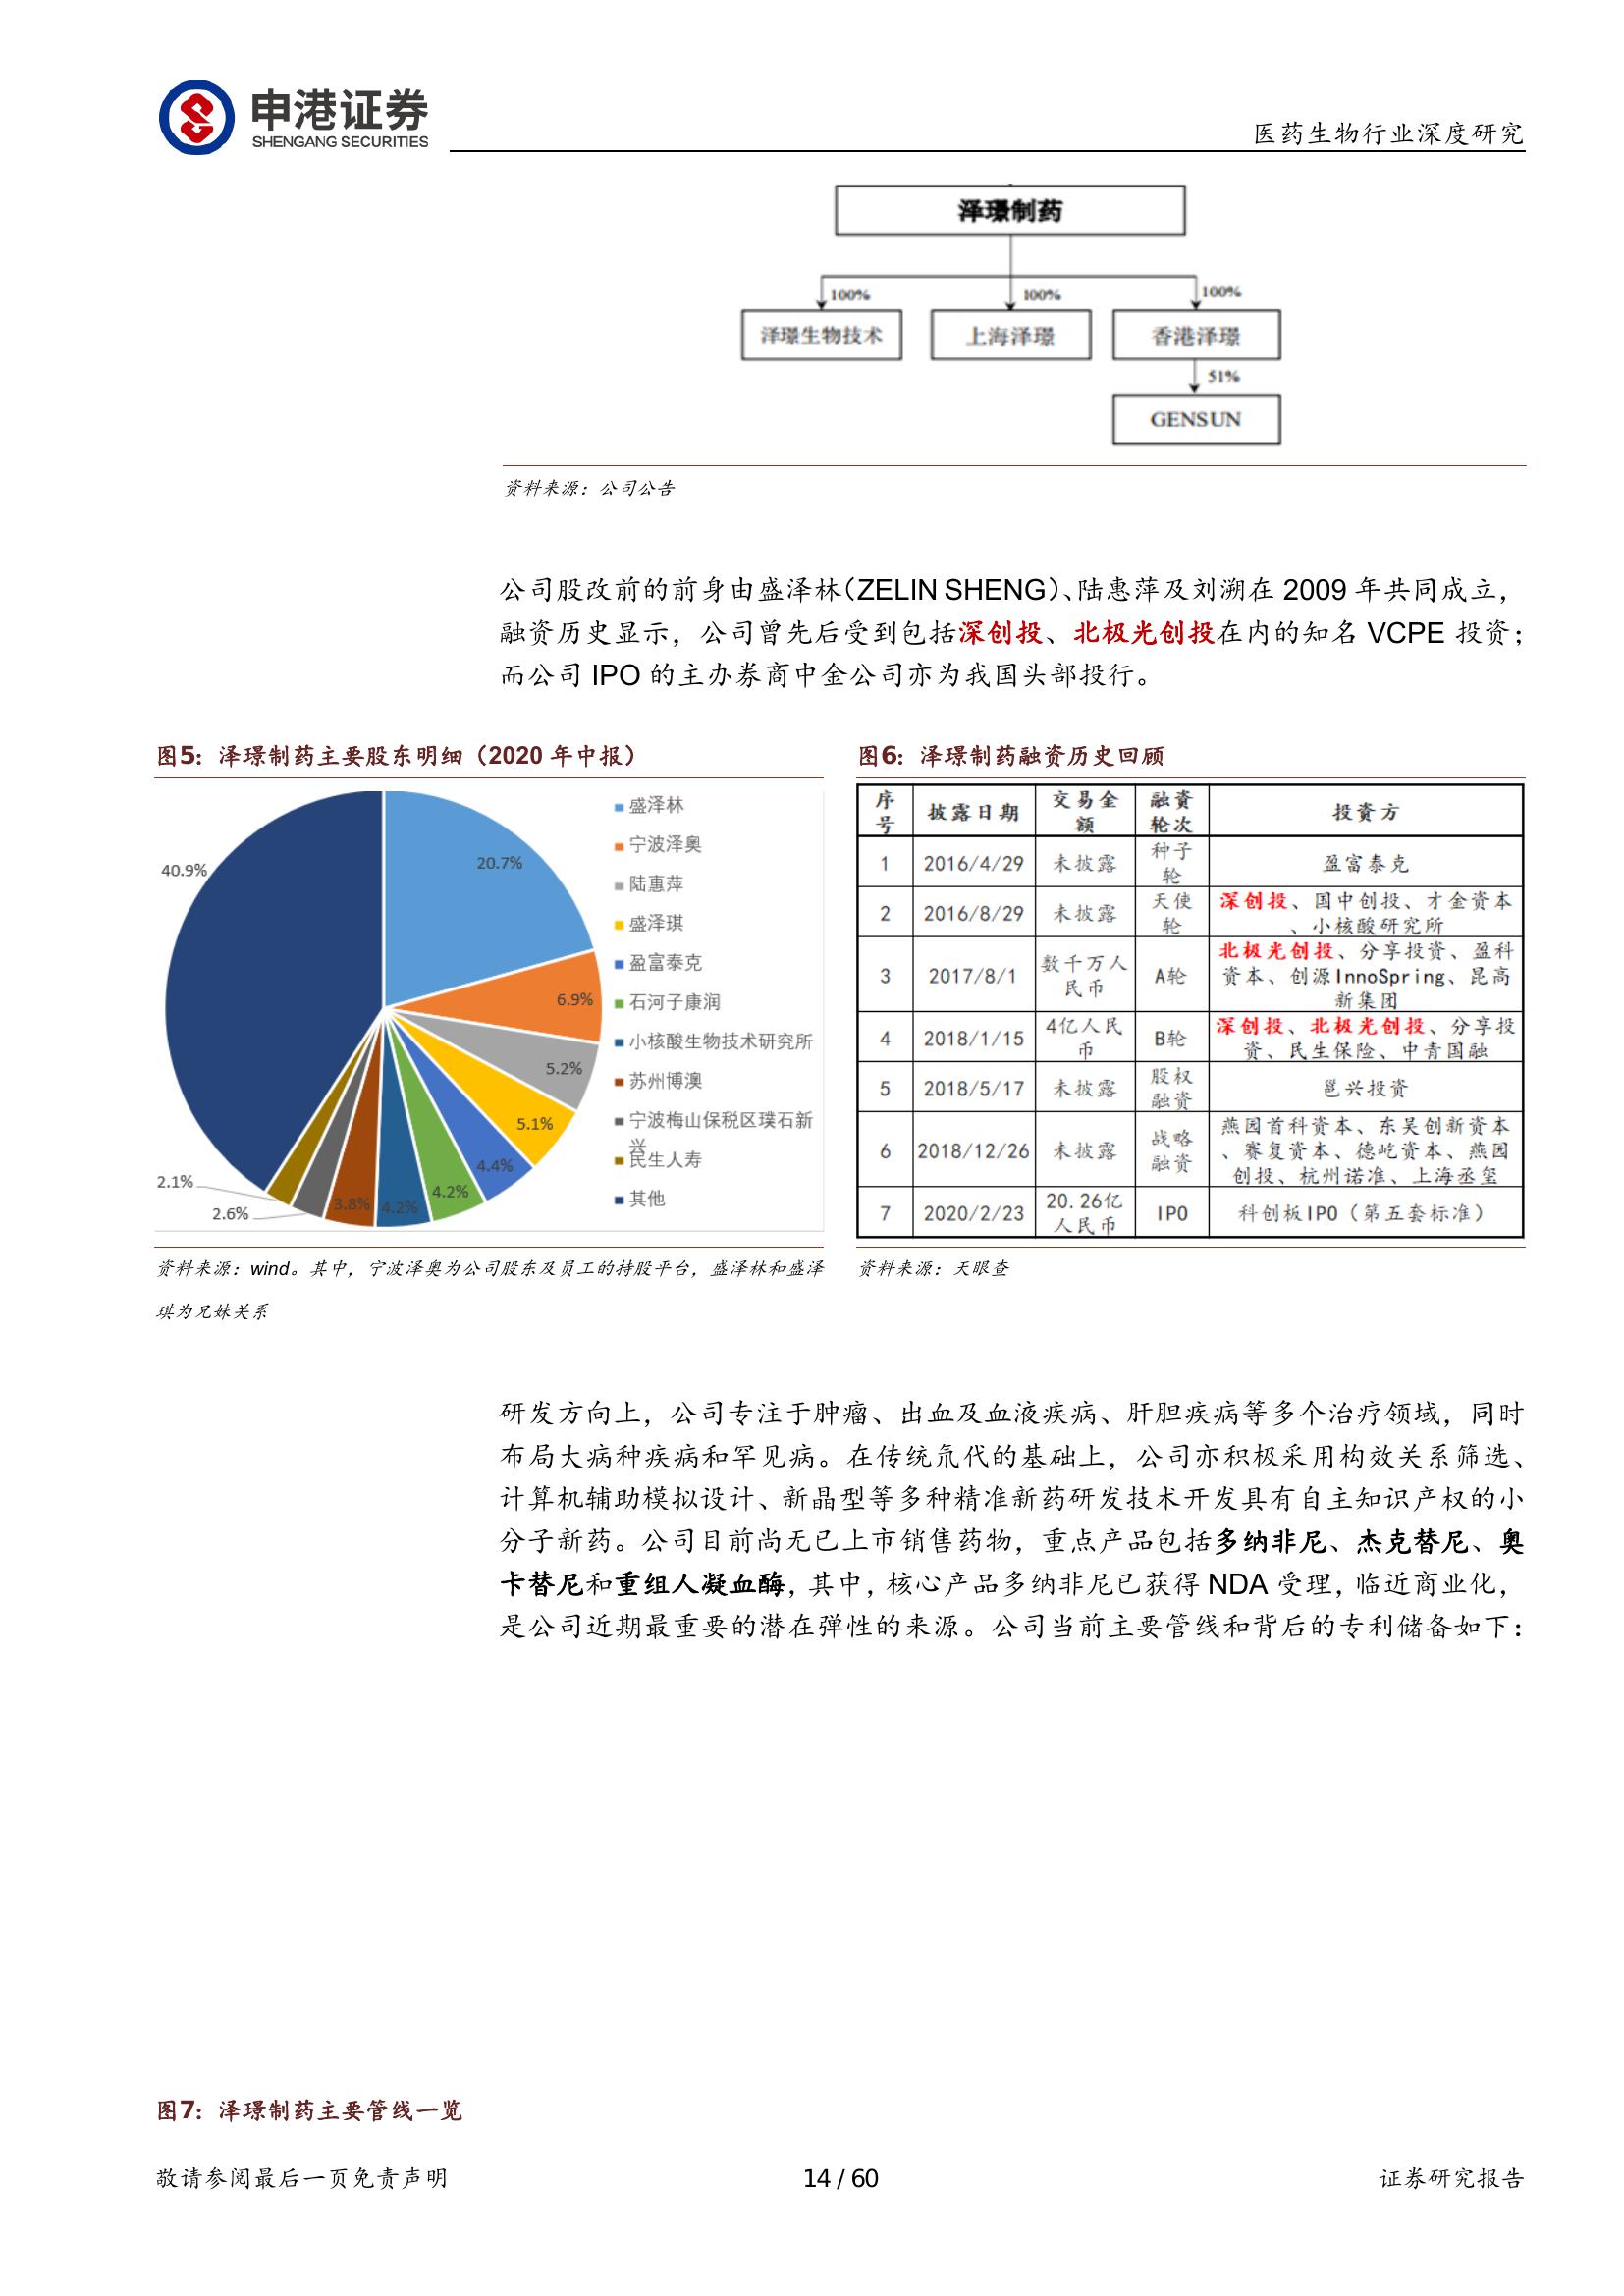 申港证券
SHENGANG SECURITIES
医药生物行业深度研究
泽璟制药
100%
100%
100%
泽璟生物技术
上海泽璟
香港泽璟
51%
GENSUN
资料来源：公司公告
公司股改前的前身由盛泽林（ZELIN SHENG）、陆惠萍及刘溯在 2009 年共同成立，
融资历史显示，公司曾先后受到包括深创投、北极光创投在内的知名 VCPE 投资；
而公司 IPO 的主办券商中金公司亦为我国头部投行。
图5：泽璟制药主要股东明细（2020 年中报）
40.9%
20.7%
6.9%
5.2%
5.1%
4.4%
4.2%
4.2%
3.8%
2.6%
2.1%
盛泽林
宁波泽奥
陆惠萍
盛泽琪
盈富泰克
石河子康润
小核酸生物技术研究所
苏州博澳
宁波梅山保税区璞石新
兴
民生人寿
其他
资料来源：wind。其中，宁波泽奥为公司股东及员工的持股平台，盛泽林和盛泽
琪为兄妹关系
图6：泽璟制药融资历史回顾
序号 披露日期 交易金额 融资轮次 投资方
1 2016/4/29 未披露 种子轮 盈富泰克
2 2016/8/29 未披露 天使轮 深创投、国中创投、才金资本、小核酸研究所
3 2017/8/1 数千万人民币 A轮 北极光创投、分享投资、盈科资本、创源InnoSpring、昆高新集团
4 2018/1/15 4亿人民币 B轮 深创投、北极光创投、分享投资、民生保险、中青国融
5 2018/5/17 未披露 股权融资 邕兴投资
6 2018/12/26 未披露 战略融资 燕园首科资本、东吴创新资本、赛复资本、德屹资本、燕园创投、杭州诺准、上海丞玺
7 2020/2/23 20.26亿人民币 IPO 科创板IPO（第五套标准）
资料来源：天眼查
研发方向上，公司专注于肿瘤、出血及血液疾病、肝胆疾病等多个治疗领域，同时
布局大病种疾病和罕见病。在传统氘代的基础上，公司亦积极采用构效关系筛选、
计算机辅助模拟设计、新晶型等多种精准新药研发技术开发具有自主知识产权的小
分子新药。公司目前尚无已上市销售药物，重点产品包括多纳非尼、杰克替尼、奥
卡替尼和重组人凝血酶，其中，核心产品多纳非尼已获得 NDA 受理，临近商业化，
是公司近期最重要的潜在弹性的来源。公司当前主要管线和背后的专利储备如下：
图7：泽璟制药主要管线一览
敬请参阅最后一页免责声明
14 / 60
证券研究报告